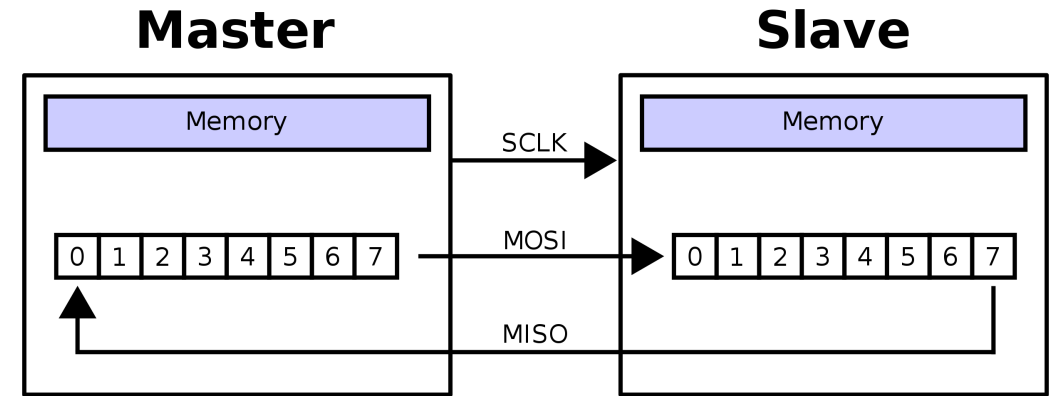 Master Slave
Memory Memory
SCLK
MOSI
0 1 2 3 4 5 6 7 0 1 2 3 4 5 6 7
MISO